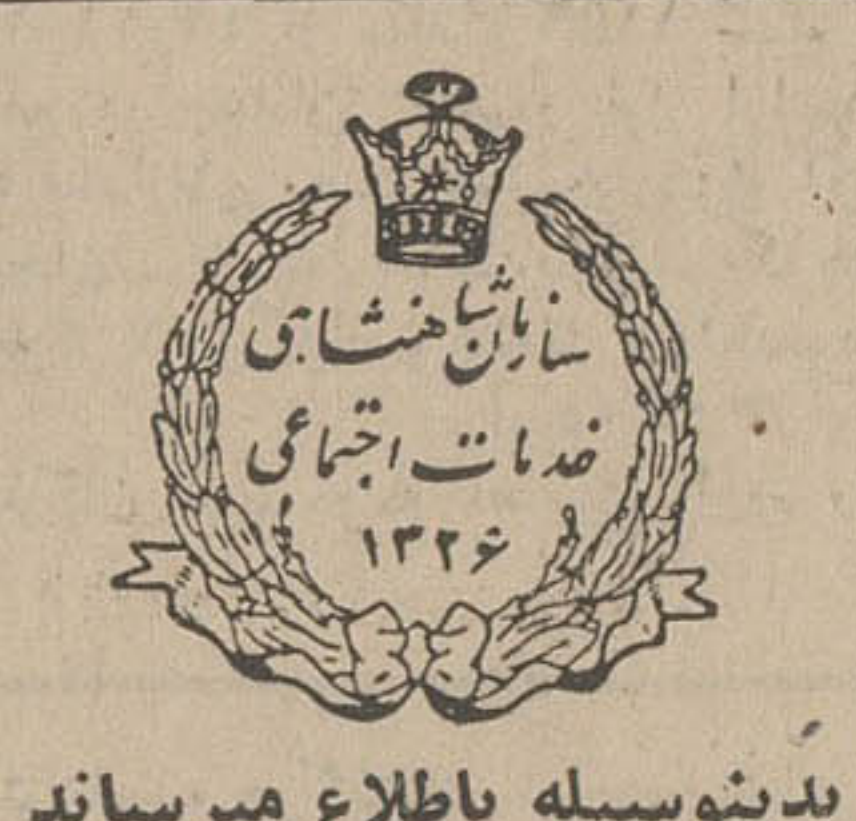 سازمان شاهنشاهی
خدمات اجتماعی
۱۳۲۶
بدینوسیله باطلاع میرساند